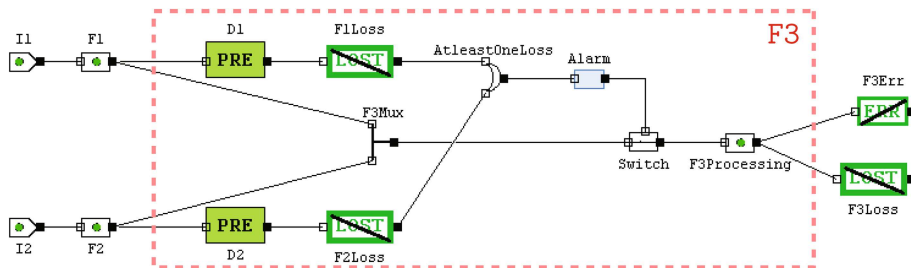 I1
F1
D1
F1Loss
F3
PRE
LOST
AtleastOneLoss
Alarm
F3Err
ERR
F3Mux
Switch
F3Processing
LOST
F3Loss
I2
F2
PRE
D2
LOST
F2Loss